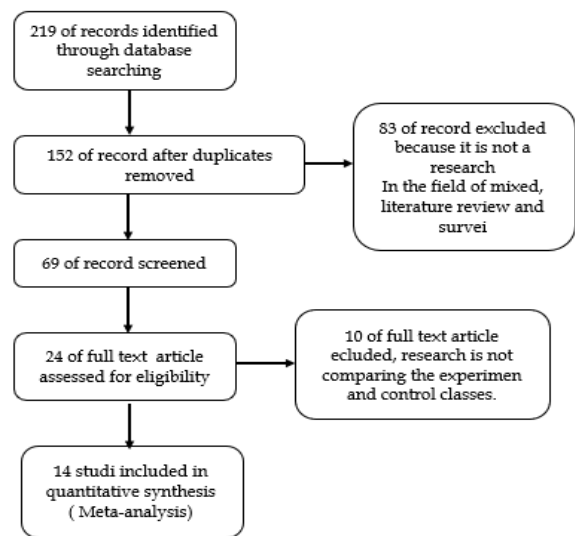 219 of records identified
through database
searching
152 of record after duplicates
removed
83 of record excluded
because it is not a
research
In the field of mixed,
literature review and
survei
69 of record screened
24 of full text article
assessed for eligibility
10 of full text article
ecluded, research is not
comparing the experimen
and control classes.
14 studi included in
quantitative synthesis
( Meta-analysis)